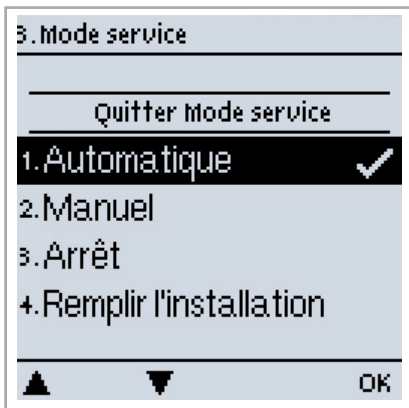 3.Mode service
Quitter Mode service
1.Automatique
2.Manuel
3.Arrêt
4.Remplir l'installation
OK